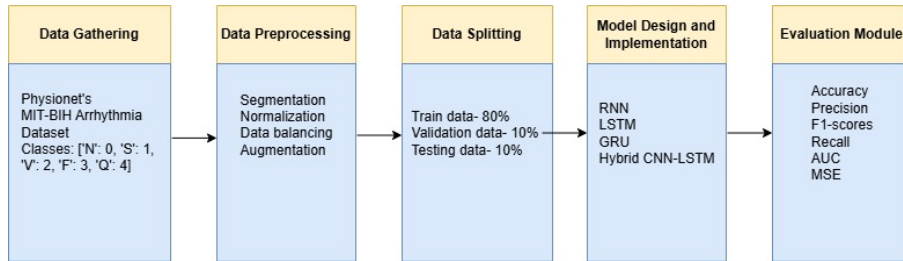 Data Gathering
Physionet's
MIT-BIH Arrhythmia
Dataset
Classes: ['N': 0, 'S': 1,
'V': 2, 'F': 3, 'Q': 4]
Data Preprocessing
Segmentation
Normalization
Data balancing
Augmentation
Data Splitting
Train data- 80%
Validation data- 10%
Testing data- 10%
Model Design and
Implementation
RNN
LSTM
GRU
Hybrid CNN-LSTM
Evaluation Module
Accuracy
Precision
F1-scores
Recall
AUC
MSE